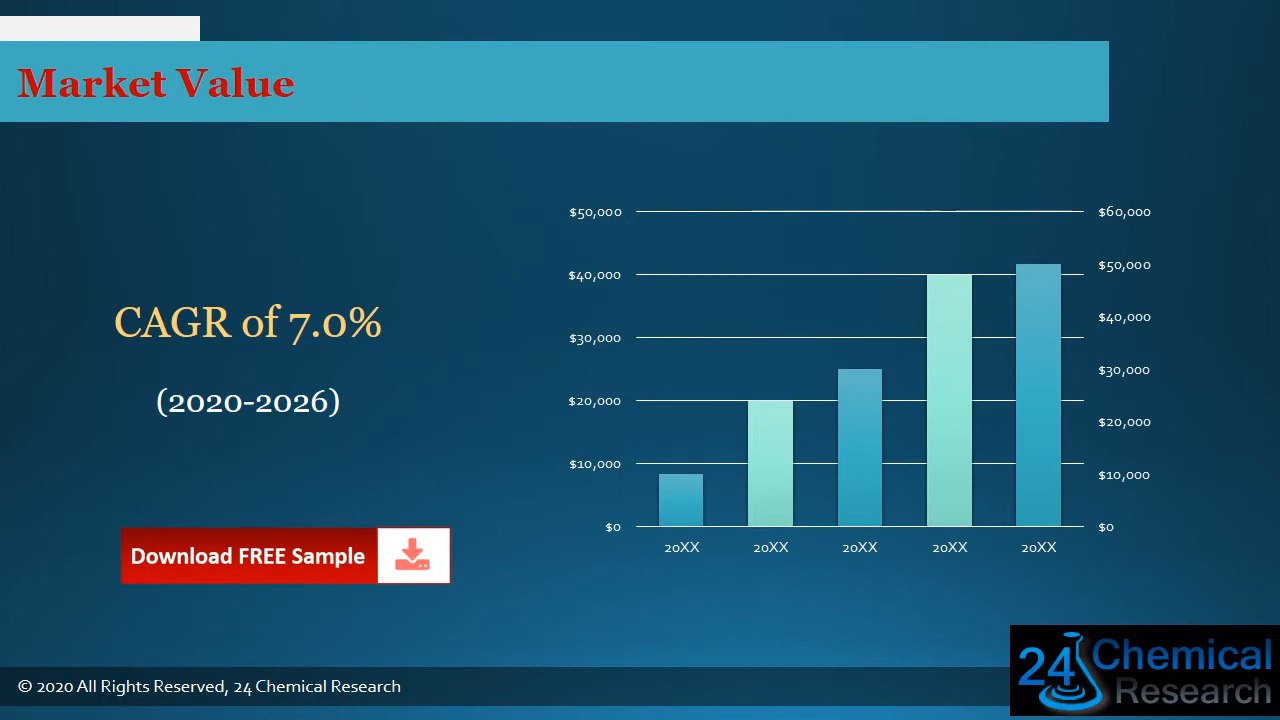 Market Value
CAGR of 7.0%
(2020-2026)
Download FREE Sample
$50,000
$40,000
$30,000
$20,000
$10,000
$0
$60,000
$50,000
$40,000
$30,000
$20,000
$10,000
$0
20XX 20XX 20XX 20XX 20XX
© 2020 All Rights Reserved, 24 Chemical Research
24 Chemical
Research